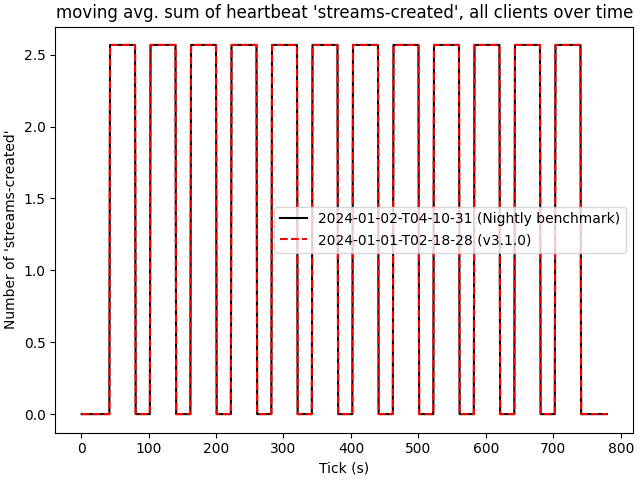 moving avg. sum of heartbeat 'streams-created', all clients over time
Number of 'streams-created'
2.5
2.0
1.5
1.0
0.5
0.0
2024-01-02-T04-10-31 (Nightly benchmark)
2024-01-01-T02-18-28 (v3.1.0)
0 100 200 300 400 500 600 700 800
Tick (s)